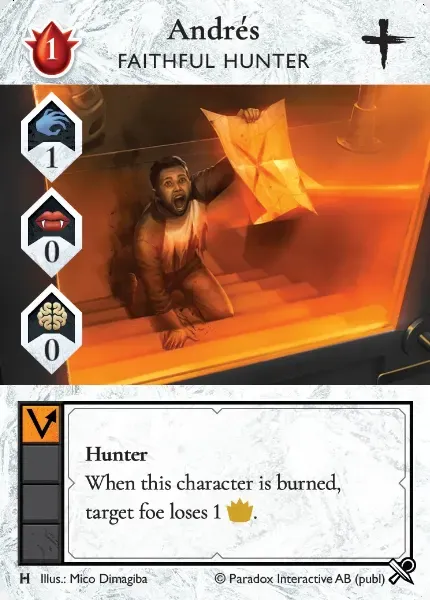 Andrés
1
FAITHFUL HUNTER
1
0
0
Hunter
When this character is burned,
target foe loses 1 .
H Illus.: Mico Dimagiba © Paradox Interactive AB (publ)